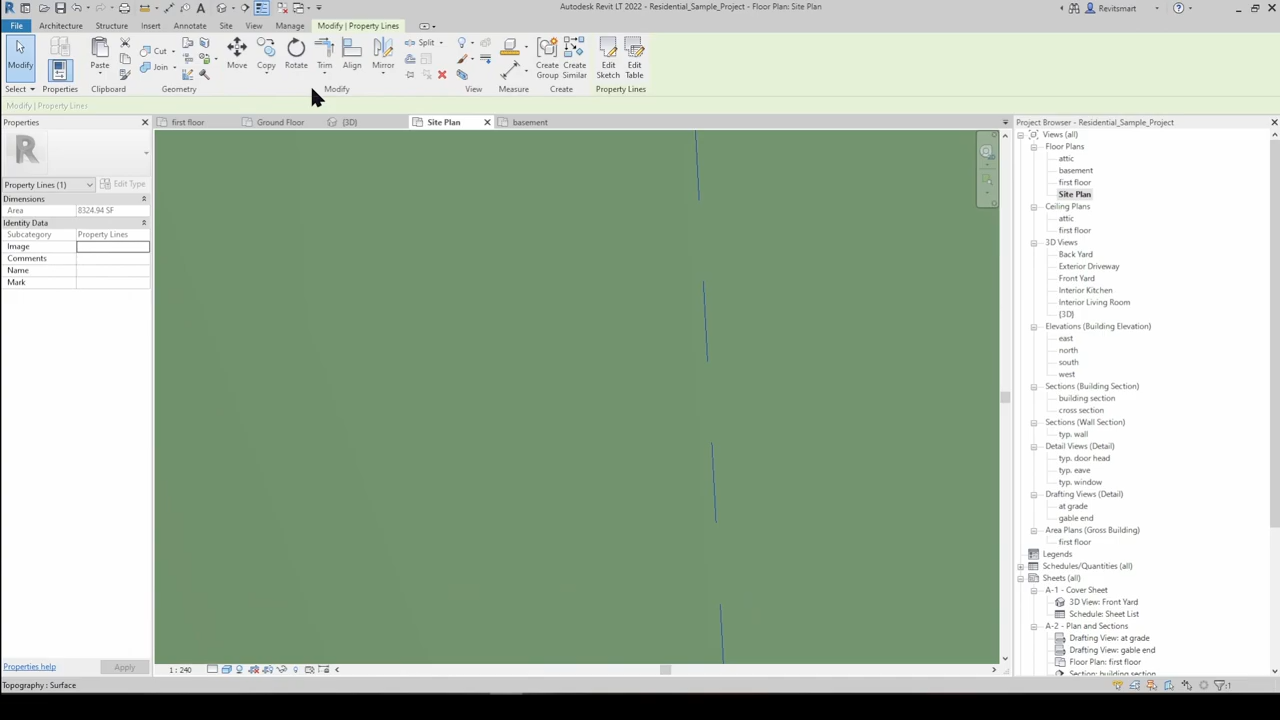 Autodesk Revit LT 2022 - Residential_Sample_Project - Floor Plan: Site Plan
Revitsmart
File Architecture Structure Insert Annotate Site View Manage Modify | Property Lines
Modify Paste Cut Join Move Copy Rotate Trim Align Mirror Split Create Group Create Similar Edit Sketch Edit Table
Select Properties Clipboard Geometry Modify View Measure Create Property Lines
Modify | Property Lines
Properties
first floor Ground Floor {3D} Site Plan basement
Project Browser - Residential_Sample_Project
Property Lines (1) Edit Type
Dimensions
Area 8324.94 SF
Identity Data
Subcategory Property Lines
Image
Comments
Name
Mark
Properties help Apply
1 : 240
Topography : Surface
:1
Views (all)
Floor Plans
attic
basement
first floor
Site Plan
Ceiling Plans
attic
first floor
3D Views
Back Yard
Exterior Driveway
Front Yard
Interior Kitchen
Interior Living Room
{3D}
Elevations (Building Elevation)
east
north
south
west
Sections (Building Section)
building section
cross section
Sections (Wall Section)
typ. wall
Detail Views (Detail)
typ. door head
typ. eave
typ. window
Drafting Views (Detail)
at grade
gable end
Area Plans (Gross Building)
first floor
Legends
Schedules/Quantities (all)
Sheets (all)
A-1 - Cover Sheet
3D View: Front Yard
Schedule: Sheet List
A-2 - Plan and Sections
Drafting View: at grade
Drafting View: gable end
Floor Plan: first floor
Section: building section